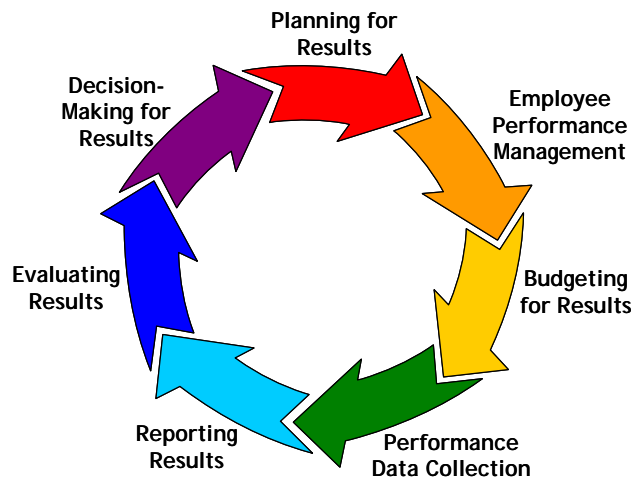 Planning for
Results
Employee
Performance
Management
Budgeting
for Results
Performance
Data Collection
Reporting
Results
Evaluating
Results
Decision-
Making for
Results